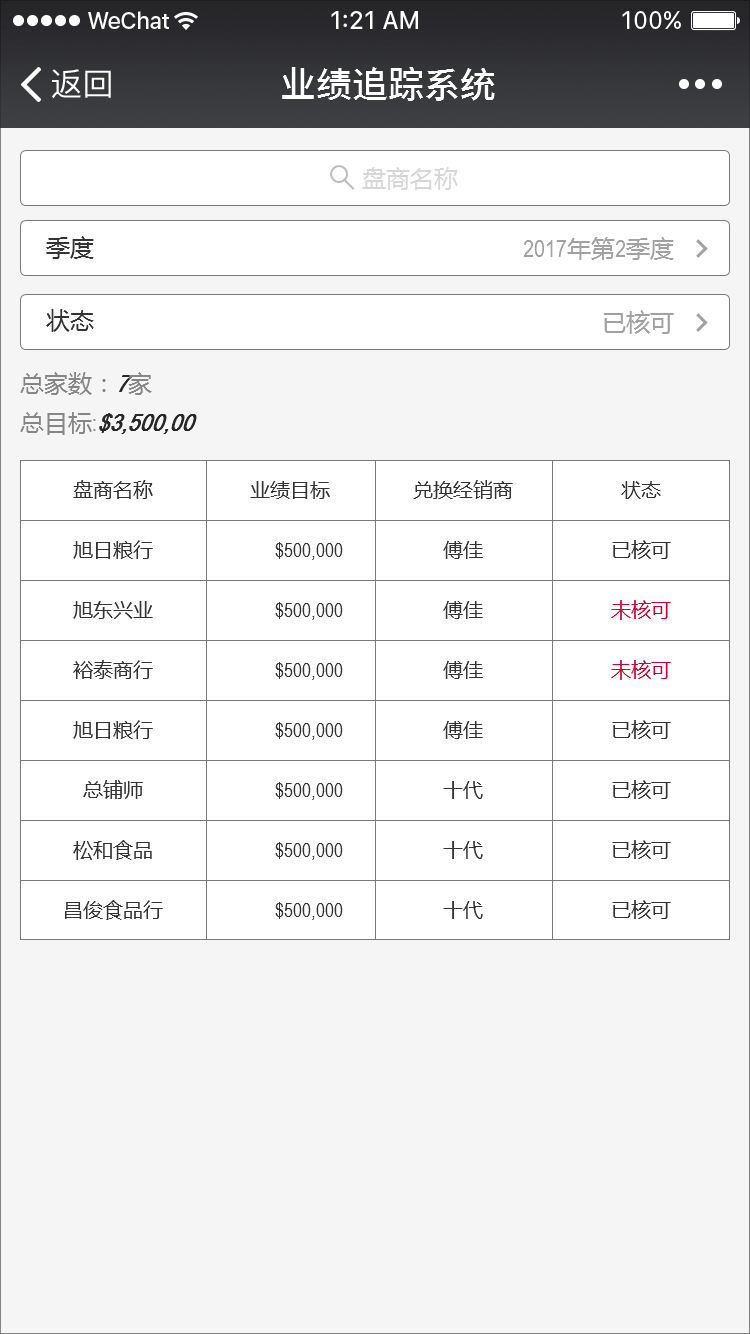 WeChat 1:21 AM 100%
返回 业绩追踪系统
盘商名称
季度 2017年第2季度
状态 已核可
总家数：7家
总目标:$3,500,00
盘商名称 业绩目标 兑换经销商 状态
旭日粮行 $500,000 傅佳 已核可
旭东兴业 $500,000 傅佳 未核可
裕泰商行 $500,000 傅佳 未核可
旭日粮行 $500,000 傅佳 已核可
总铺师 $500,000 十代 已核可
松和食品 $500,000 十代 已核可
昌俊食品行 $500,000 十代 已核可